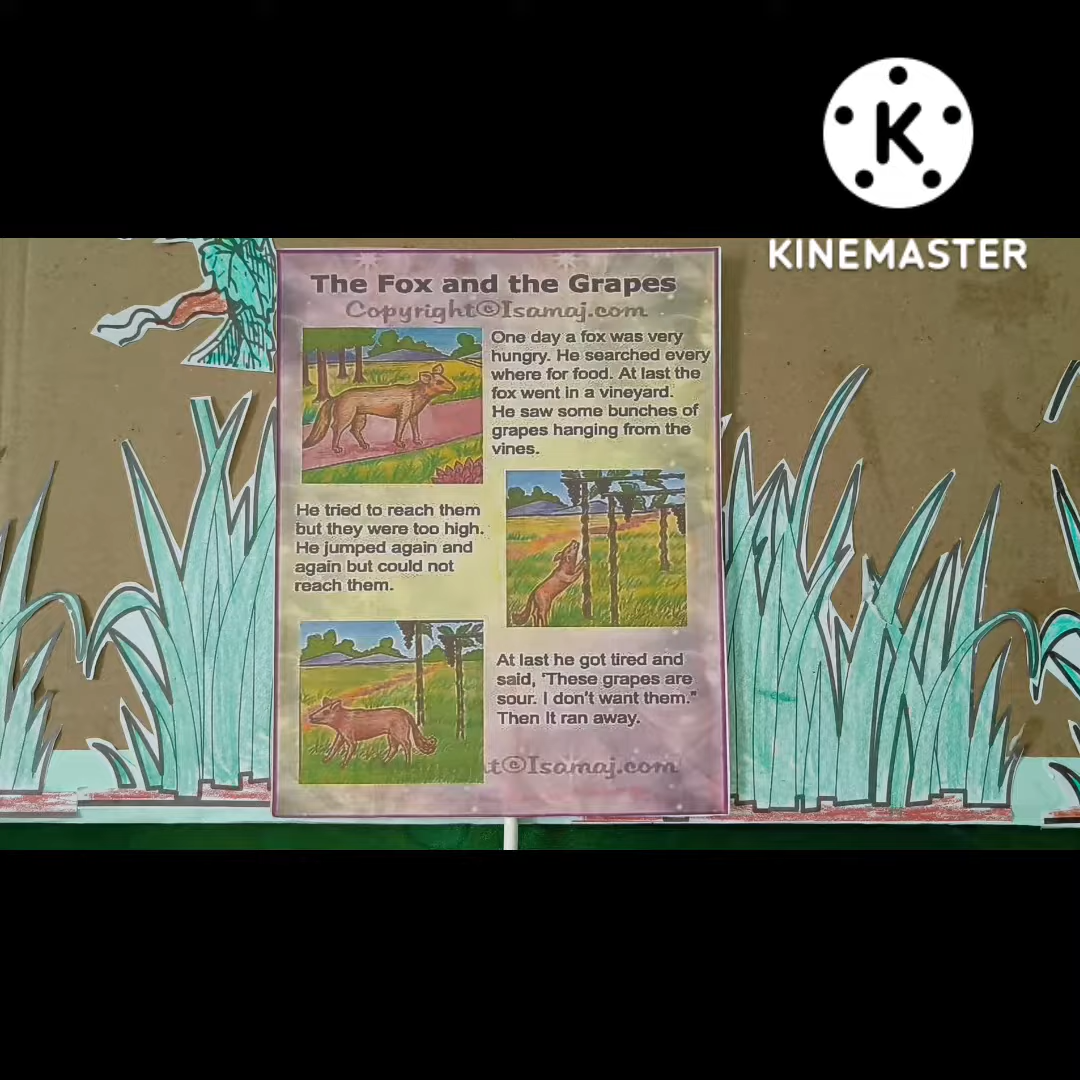 K
KINEMASTER
The Fox and the Grapes
Copyright©Isamaj.com
One day a fox was very
hungry. He searched every
where for food. At last the
fox went in a vineyard.
He saw some bunches of
grapes hanging from the
vines.
He tried to reach them
but they were too high.
He jumped again and
again but could not
reach them.
At last he got tired and
said, 'These grapes are
sour. I don't want them."
Then It ran away.
t©Isamaj.com